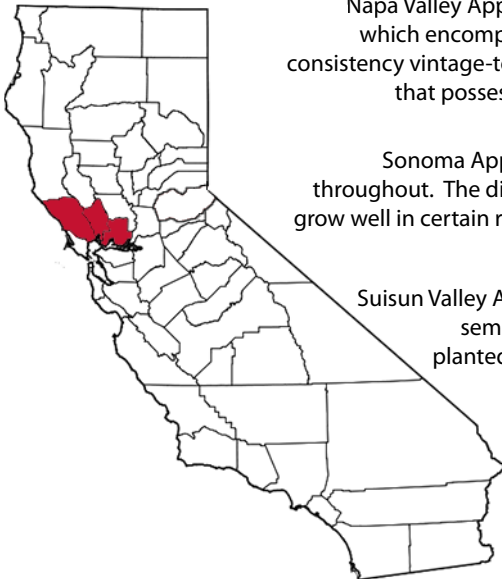 Napa Valley App
which encomp
consistency vintage-t
that posses
Sonoma App
throughout. The di
grow well in certain r
Suisun Valley A
sem
planted